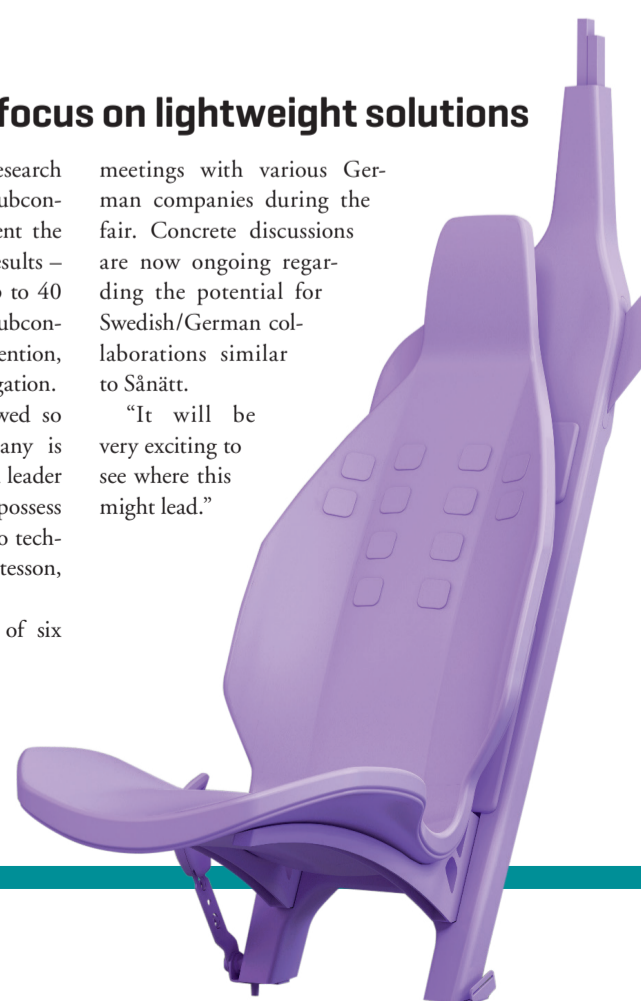 focus on lightweight solutions
esearch
ubcon-
ent the
esults –
to 40
ubcon-
ention,
gation.
wed so
any is
leader
possess
o tech-
tesson,
of six
meetings with various Ger-
man companies during the
fair. Concrete discussions
are now ongoing regar-
ding the potential for
Swedish/German col-
laborations similar
to Sånätt.
“It will be
very exciting to
see where this
might lead.”